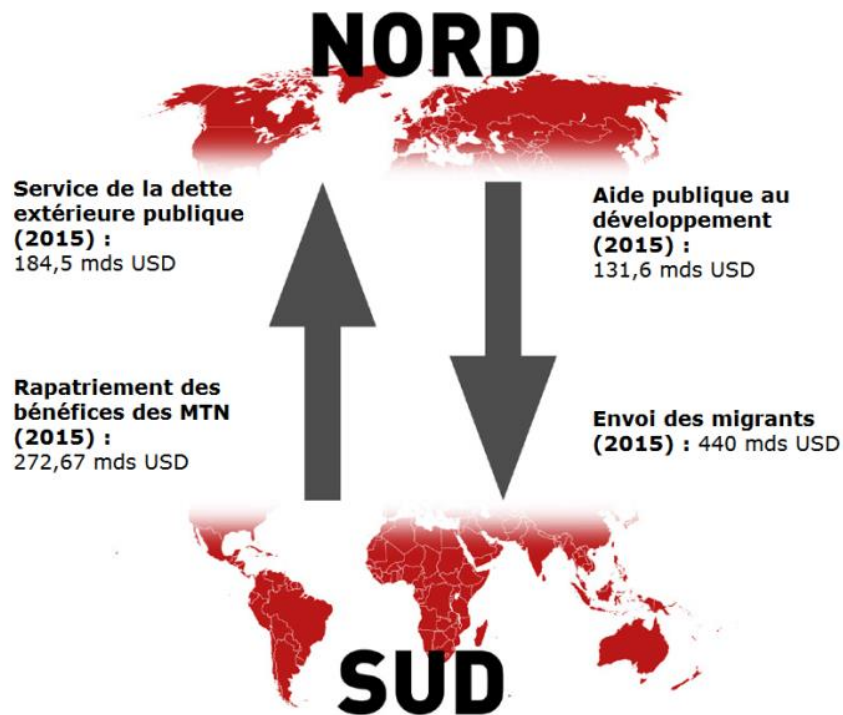 NORD
Service de la dette
extérieure publique
(2015) :
184,5 mds USD
Aide publique au
développement
(2015) :
131,6 mds USD
Rapatriement des
bénéfices des MTN
(2015) :
272,67 mds USD
Envoi des migrants
(2015) : 440 mds USD
SUD